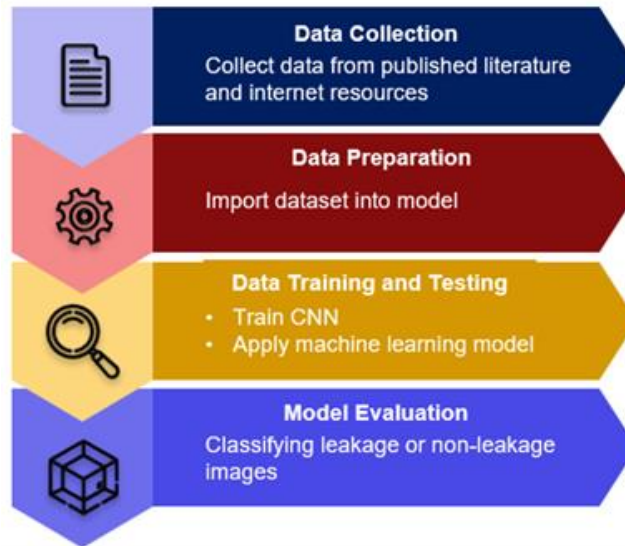 Data Collection
Collect data from published literature
and internet resources
Data Preparation
Import dataset into model
Data Training and Testing
• Train CNN
• Apply machine learning model
Model Evaluation
Classifying leakage or non-leakage
images